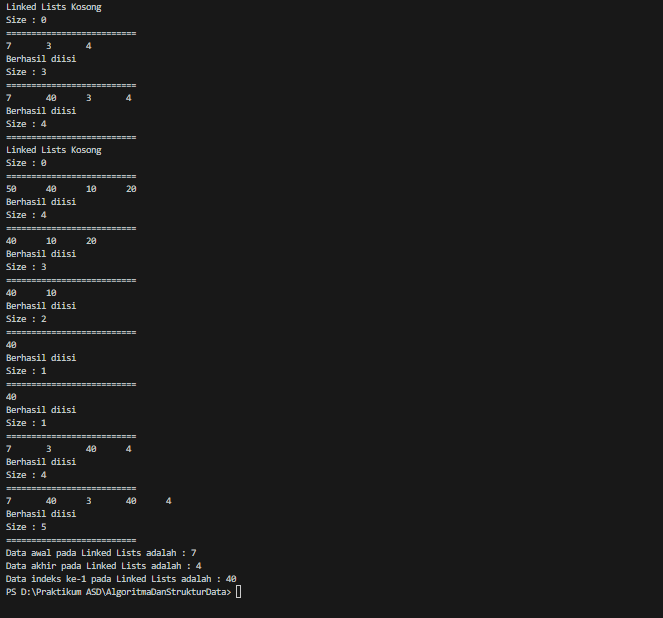 Linked Lists Kosong
Size : 0
==========================
7 3 4
Berhasil diisi
Size : 3
==========================
7 40 3 4
Berhasil diisi
Size : 4
==========================
Linked Lists Kosong
Size : 0
==========================
50 40 10 20
Berhasil diisi
Size : 4
==========================
40 10 20
Berhasil diisi
Size : 3
==========================
40 10
Berhasil diisi
Size : 2
==========================
40
Berhasil diisi
Size : 1
==========================
40
Berhasil diisi
Size : 1
==========================
7 3 40 4
Berhasil diisi
Size : 4
==========================
7 40 3 40 4
Berhasil diisi
Size : 5
==========================
Data awal pada Linked Lists adalah : 7
Data akhir pada Linked Lists adalah : 4
Data indeks ke-1 pada Linked Lists adalah : 40
PS D:\Praktikum ASD\AlgoritmaDanStrukturData>